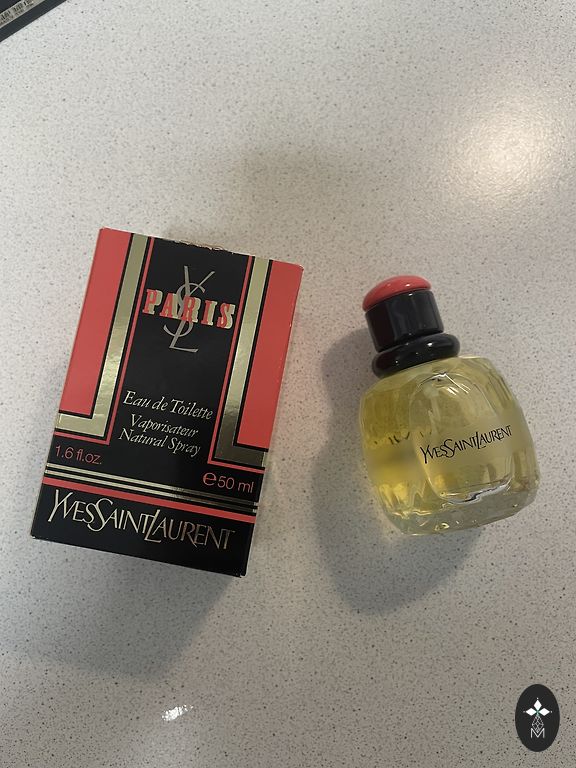 YSL
PARIS
Eau de Toilette
Vaporisateur
Natural Spray
1.6 fl.oz.
e 50 ml
YVESSAINTLAURENT
YVESSAINTLAURENT
M